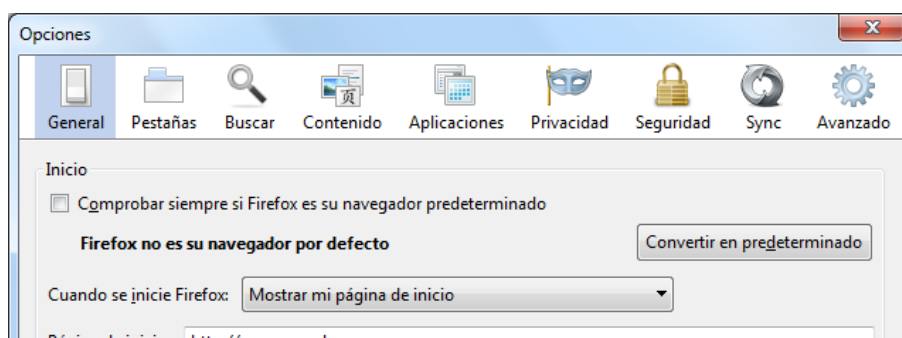 Opciones
General Pestañas Buscar Contenido Aplicaciones Privacidad Seguridad Sync Avanzado
Inicio
Comprobar siempre si Firefox es su navegador predeterminado
Firefox no es su navegador por defecto Convertir en predeterminado
Cuando se inicie Firefox: Mostrar mi página de inicio